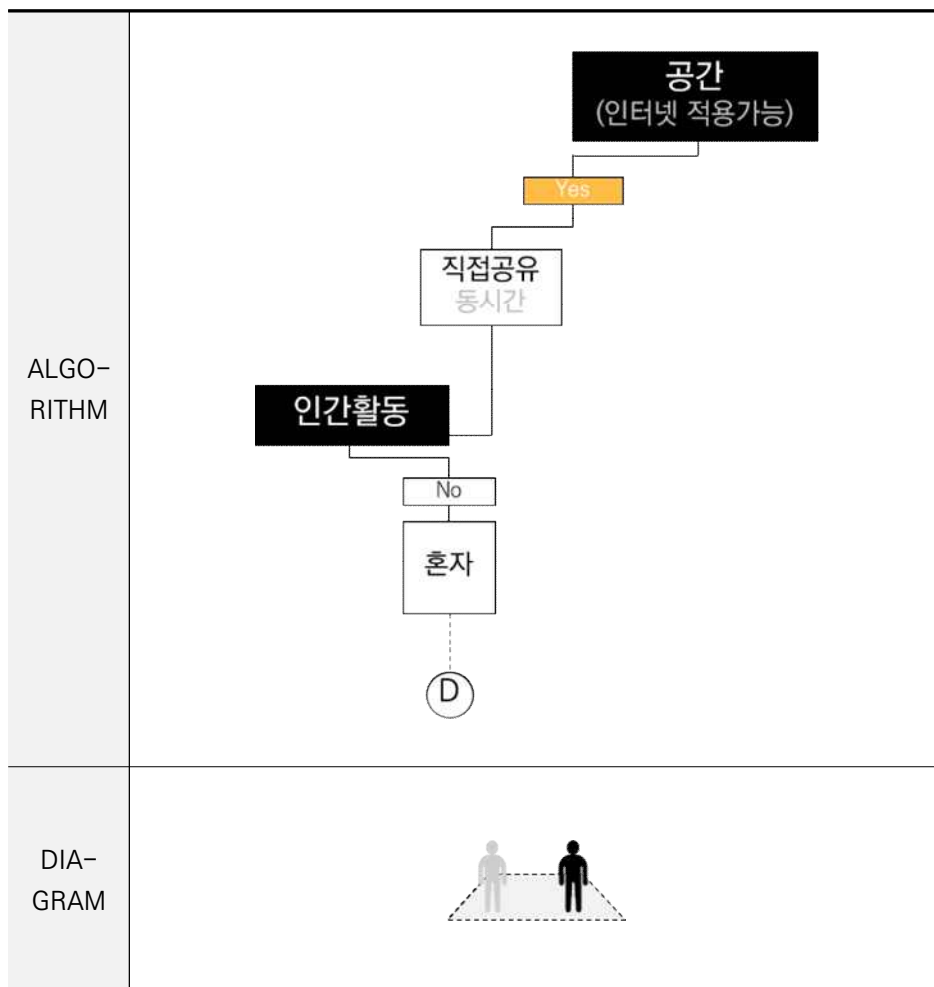 ALGO-
RITHM
공간
(인터넷 적용가능)
Yes
직접공유
동시간
인간활동
No
혼자
D
DIA-
GRAM